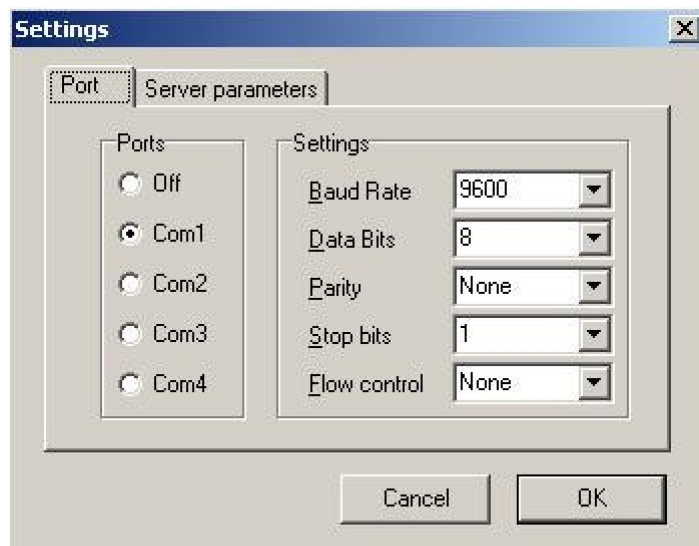 Settings
Port
Server parameters
Ports
Off
Com1
Com2
Com3
Com4
Settings
Baud Rate 9600
Data Bits 8
Parity None
Stop bits 1
Flow control None
Cancel
OK